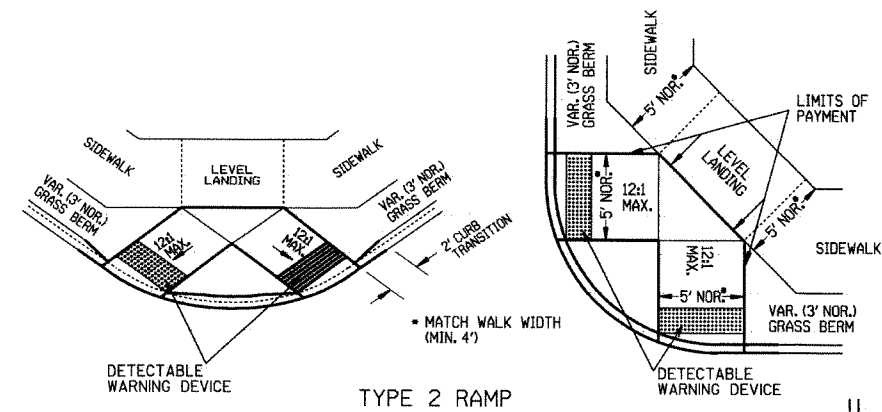 SIDEWALK
LEVEL
LANDING
SIDEWALK
VAR. (3' NOR.)
GRASS BERM
VAR. (3' NOR.)
GRASS BERM
12:1
MAX.
12:1
MAX.
2' CURB
TRANSITION
* MATCH WALK WIDTH
(MIN. 4')
DETECTABLE
WARNING DEVICE
TYPE 2 RAMP
VAR. (3' NOR.)
GRASS BERM
SIDEWALK
5' NOR.*
LIMITS OF
PAYMENT
LEVEL
LANDING
5' NOR.*
12:1
MAX.
5' NOR.*
SIDEWALK
12:1
MAX.
5' NOR.*
VAR. (3' NOR.)
GRASS BERM
DETECTABLE
WARNING DEVICE